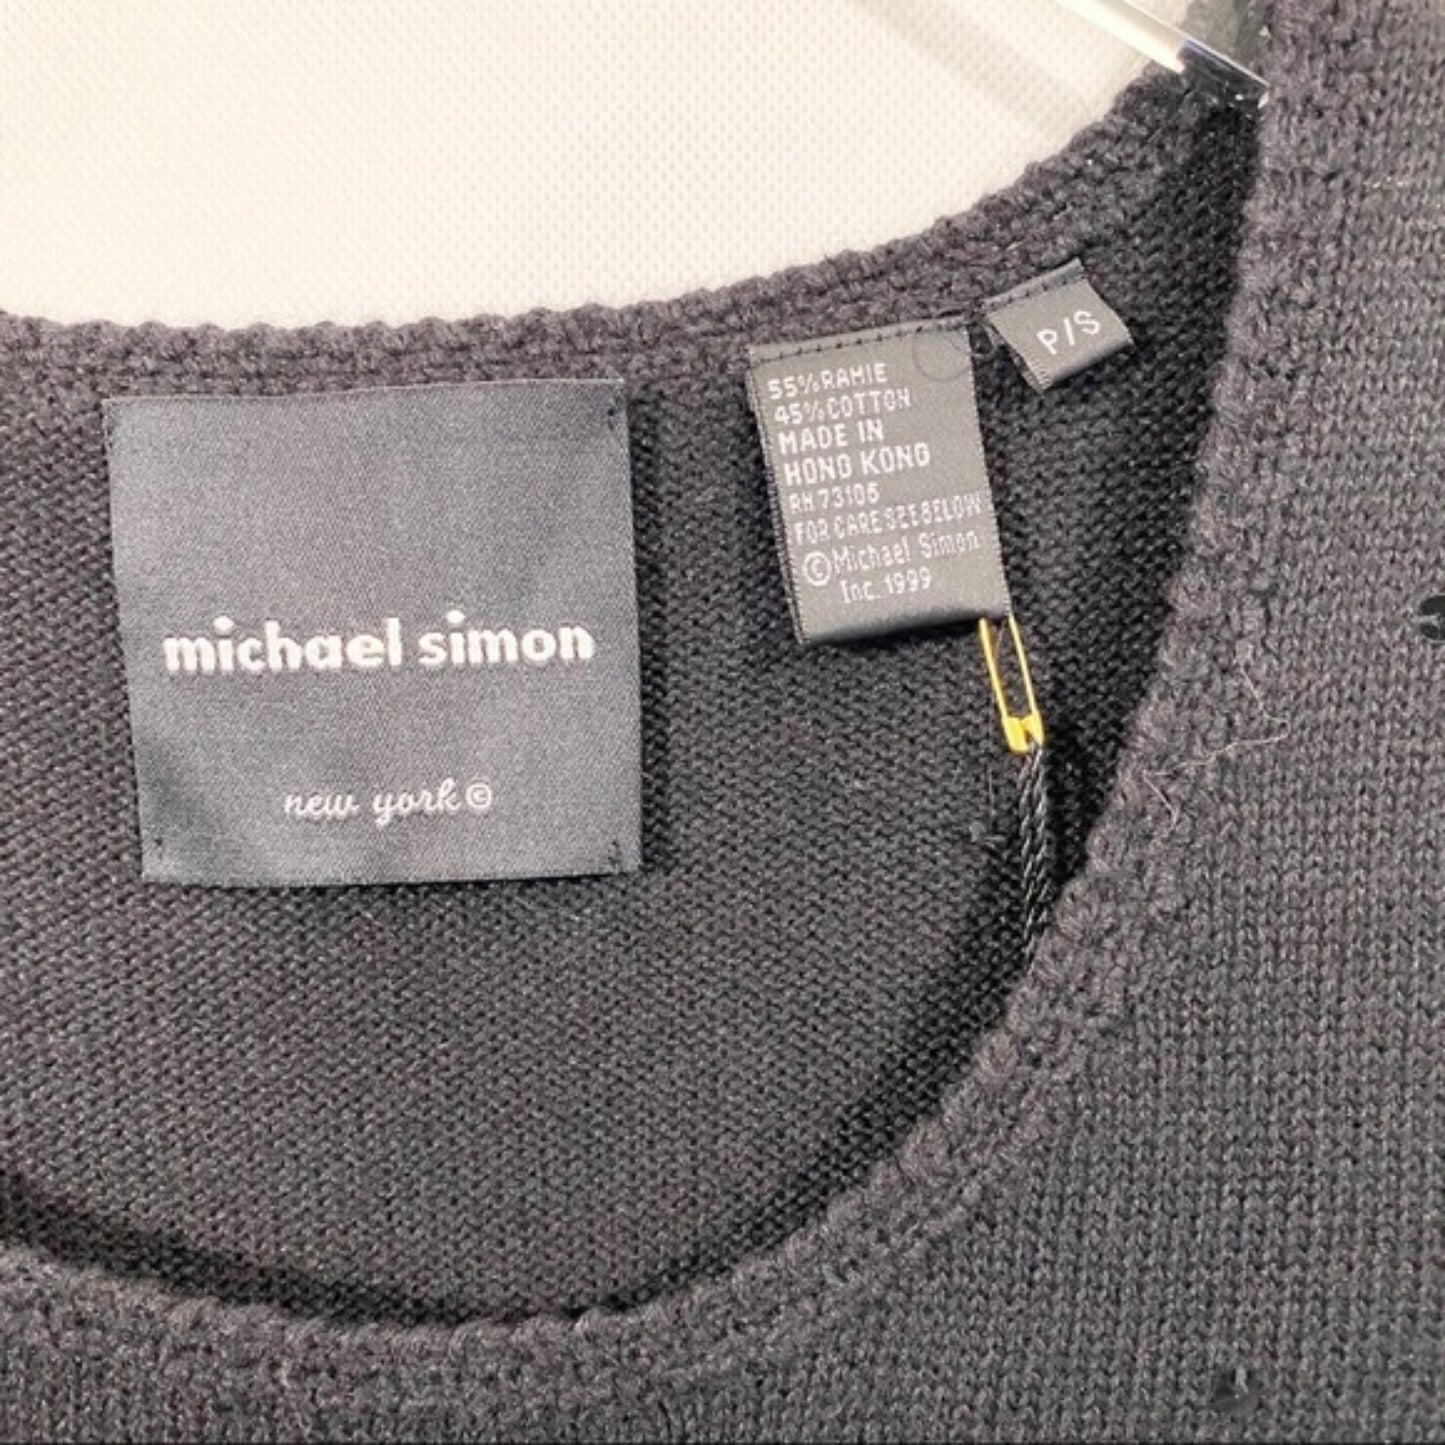 michael simon
new york ©
55% RAMIE
45% COTTON
MADE IN
HONG KONG
RN 73106
FOR CARE SEE BELOW
© Michael Simon
Inc. 1999
P/S